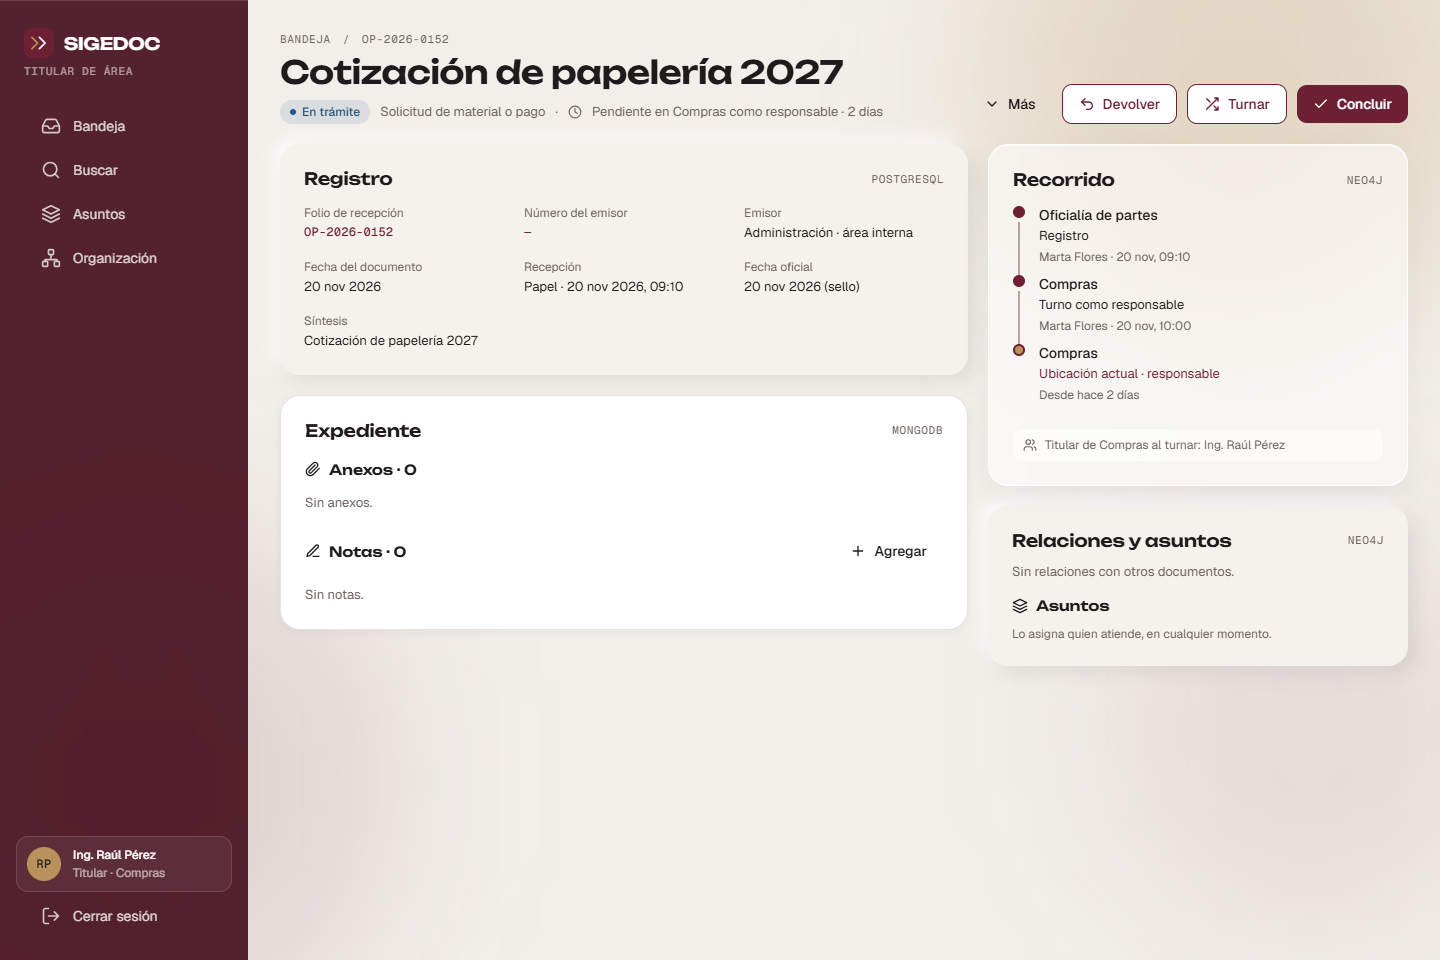 SIGEDOC
TITULAR DE ÁREA
Bandeja
Buscar
Asuntos
Organización
RP
Ing. Raúl Pérez
Titular · Compras
Cerrar sesión
BANDEJA / OP-2026-0152
Cotización de papelería 2027
En trámite Solicitud de material o pago · Pendiente en Compras como responsable · 2 días
Más
Devolver
Turnar
Concluir
Registro
POSTGRESQL
Folio de recepción
OP-2026-0152
Número del emisor
—
Emisor
Administración · área interna
Fecha del documento
20 nov 2026
Recepción
Papel · 20 nov 2026, 09:10
Fecha oficial
20 nov 2026 (sello)
Síntesis
Cotización de papelería 2027
Expediente
MONGODB
Anexos · 0
Sin anexos.
Notas · 0
Agregar
Sin notas.
Recorrido
NEO4J
Oficialía de partes
Registro
Marta Flores · 20 nov, 09:10
Compras
Turno como responsable
Marta Flores · 20 nov, 10:00
Compras
Ubicación actual · responsable
Desde hace 2 días
Titular de Compras al turnar: Ing. Raúl Pérez
Relaciones y asuntos
NEO4J
Sin relaciones con otros documentos.
Asuntos
Lo asigna quien atiende, en cualquier momento.